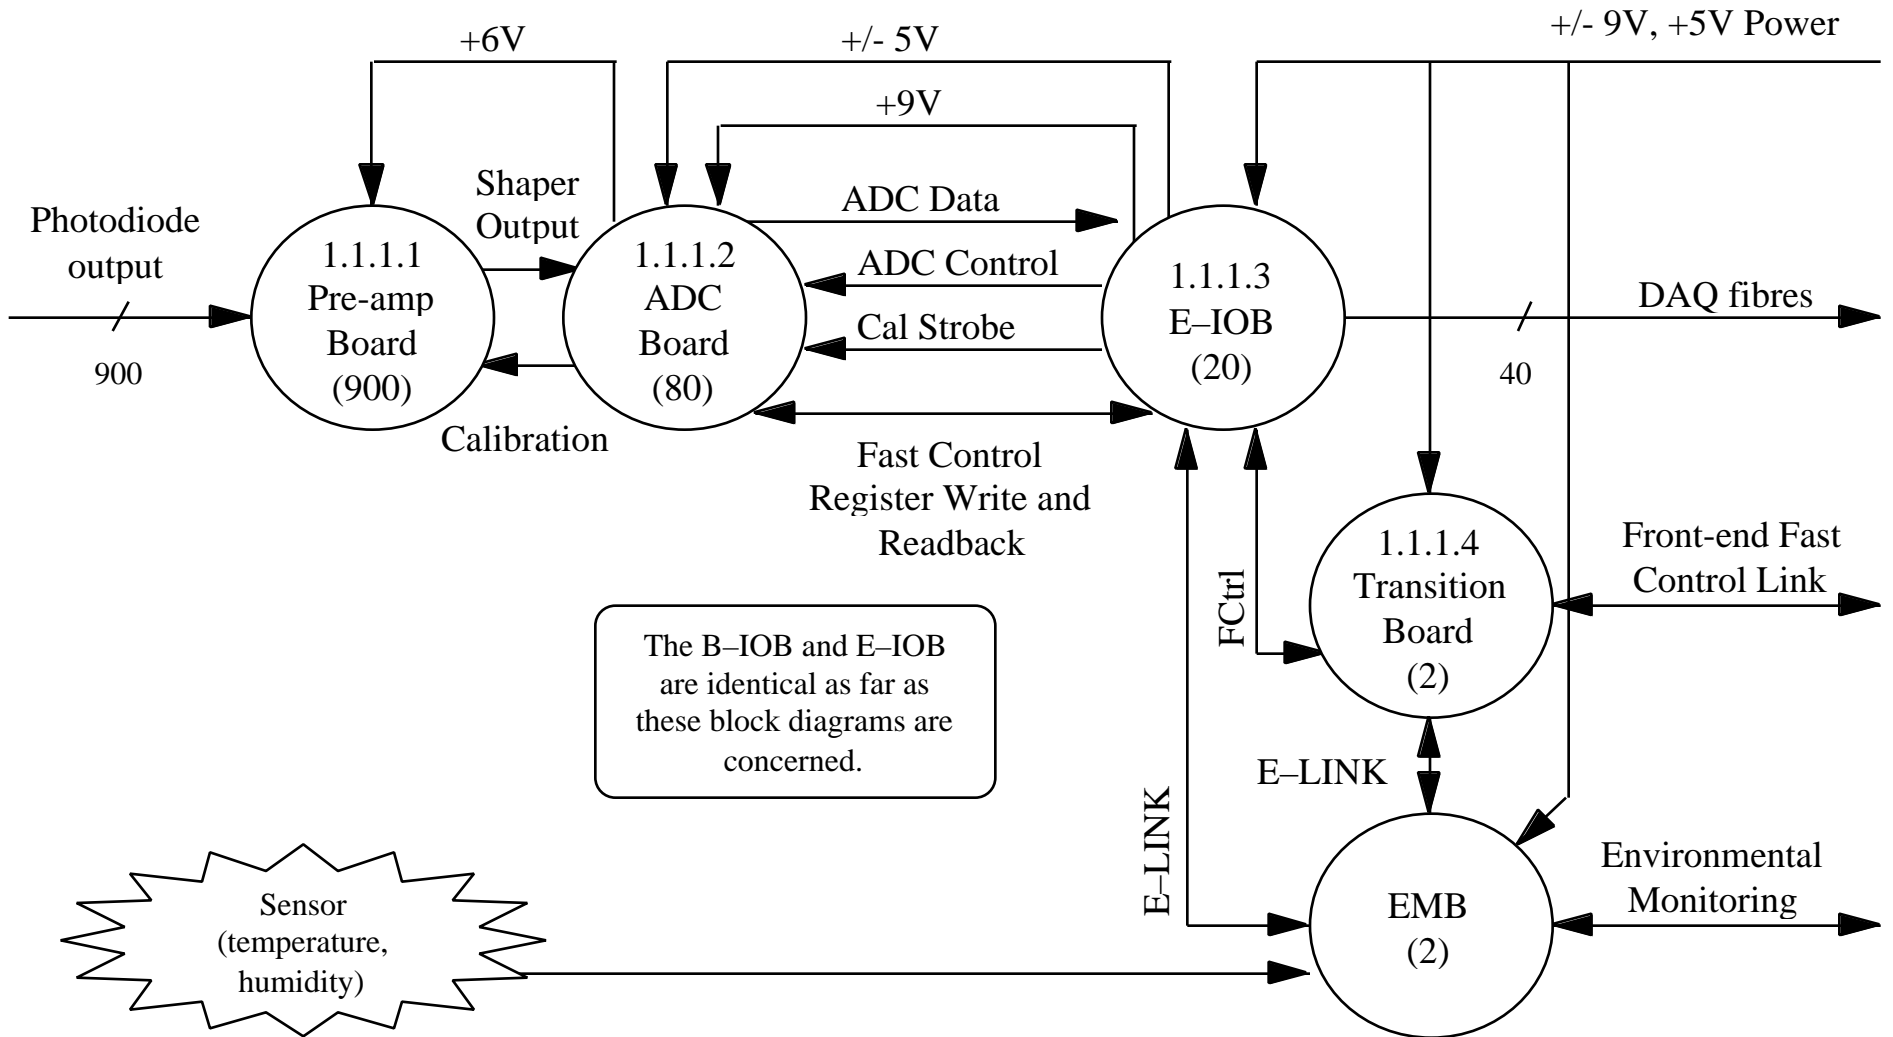 +6V
+/- 5V
+/- 9V, +5V Power
+9V
Photodiode
output
900
Shaper
Output
1.1.1.1
Pre-amp
Board
(900)
Calibration
1.1.1.2
ADC
Board
(80)
ADC Data
ADC Control
Cal Strobe
Fast Control
Register Write and
Readback
1.1.1.3
E–IOB
(20)
DAQ fibres
40
1.1.1.4
Transition
Board
(2)
Front-end Fast
Control Link
FCtrl
The B–IOB and E–IOB
are identical as far as
these block diagrams are
concerned.
E–LINK
E–LINK
Sensor
(temperature,
humidity)
EMB
(2)
Environmental
Monitoring